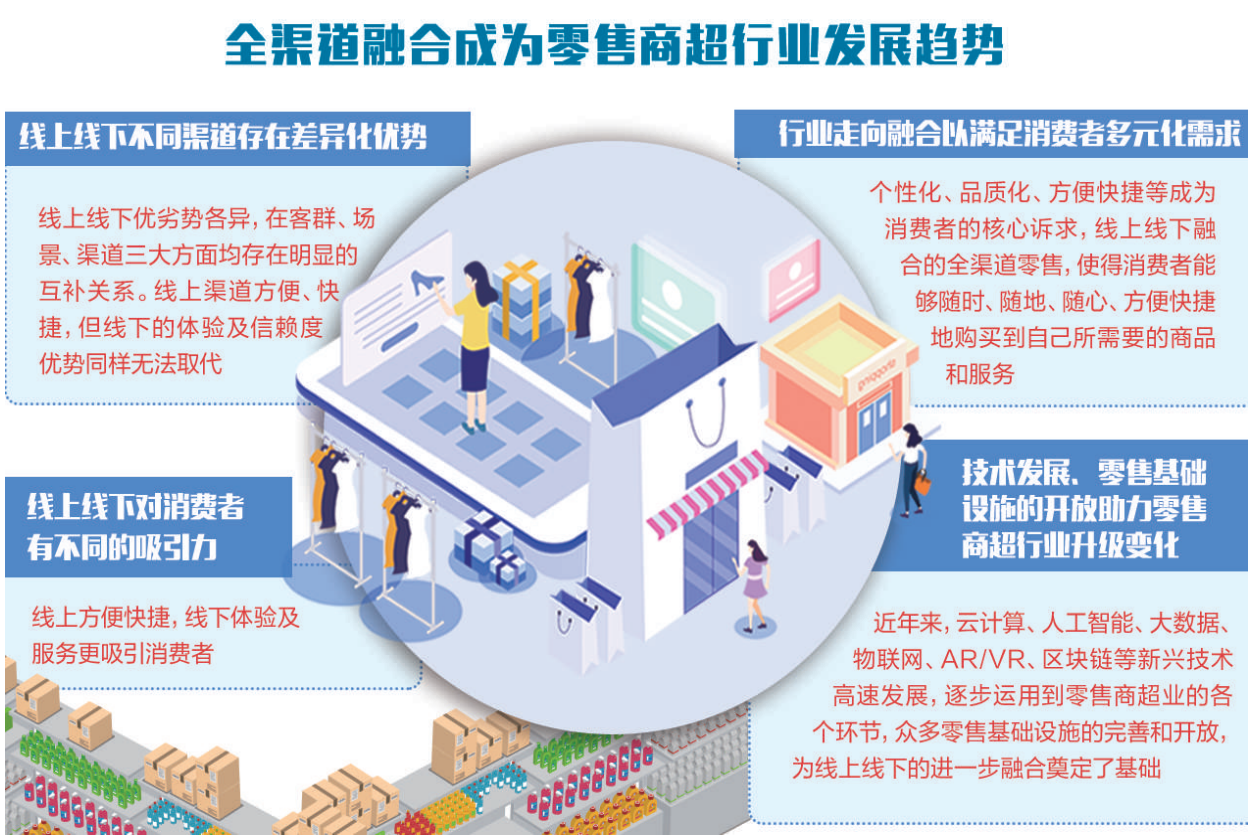 全渠道融合成为零售商超行业发展趋势
线上线下不同渠道存在差异化优势
线上线下优劣势各异，在客群、场
景、渠道三大方面均存在明显的
互补关系。线上渠道方便、快
捷，但线下的体验及信赖度
优势同样无法取代
行业走向融合以满足消费者多元化需求
个性化、品质化、方便快捷等成为
消费者的核心诉求，线上线下融
合的全渠道零售，使得消费者能
够随时、随地、随心、方便快捷
地购买到自己所需要的商品
和服务
线上线下对消费者
有不同的吸引力
线上方便快捷，线下体验及
服务更吸引消费者
技术发展、零售基础
设施的开放助力零售
商超行业升级变化
近年来，云计算、人工智能、大数据、
物联网、AR/VR、区块链等新兴技术
高速发展，逐步运用到零售商超业的各
个环节，众多零售基础设施的完善和开放，
为线上线下的进一步融合奠定了基础